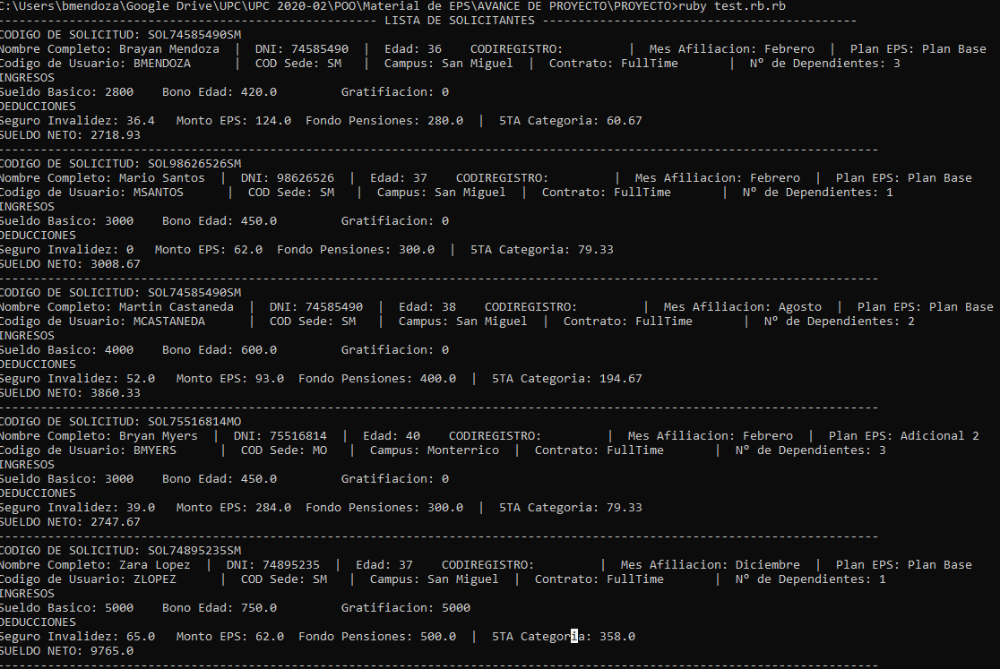 C:\Users\bmendoza\Google Drive\UPC\UPC 2020-02\POO\Material de EPS\AVANCE DE PROYECTO\PROYECTO>ruby test.rb.rb
----------------------------------------------------- LISTA DE SOLICITANTES --------------------------------------------
CODIGO DE SOLICITUD: SOL74585490SM
Nombre Completo: Brayan Mendoza | DNI: 74585490 | Edad: 36 CODIREGISTRO: | Mes Afiliacion: Febrero | Plan EPS: Plan Base
Codigo de Usuario: BMENDOZA | COD Sede: SM | Campus: San Miguel | Contrato: FullTime | Nº de Dependientes: 3
INGRESOS
Sueldo Basico: 2800 Bono Edad: 420.0 Gratifiacion: 0
DEDUCCIONES
Seguro Invalidez: 36.4 Monto EPS: 124.0 Fondo Pensiones: 280.0 | 5TA Categoria: 60.67
SUELDO NETO: 2718.93
---------------------------------------------------------------------------------------------------------------------------
CODIGO DE SOLICITUD: SOL98626526SM
Nombre Completo: Mario Santos | DNI: 98626526 | Edad: 37 CODIREGISTRO: | Mes Afiliacion: Febrero | Plan EPS: Plan Base
Codigo de Usuario: MSANTOS | COD Sede: SM | Campus: San Miguel | Contrato: FullTime | Nº de Dependientes: 1
INGRESOS
Sueldo Basico: 3000 Bono Edad: 450.0 Gratifiacion: 0
DEDUCCIONES
Seguro Invalidez: 0 Monto EPS: 62.0 Fondo Pensiones: 300.0 | 5TA Categoria: 79.33
SUELDO NETO: 3008.67
---------------------------------------------------------------------------------------------------------------------------
CODIGO DE SOLICITUD: SOL74585490SM
Nombre Completo: Martin Castaneda | DNI: 74585490 | Edad: 38 CODIREGISTRO: | Mes Afiliacion: Agosto | Plan EPS: Plan Base
Codigo de Usuario: MCASTANEDA | COD Sede: SM | Campus: San Miguel | Contrato: FullTime | Nº de Dependientes: 2
INGRESOS
Sueldo Basico: 4000 Bono Edad: 600.0 Gratifiacion: 0
DEDUCCIONES
Seguro Invalidez: 52.0 Monto EPS: 93.0 Fondo Pensiones: 400.0 | 5TA Categoria: 194.67
SUELDO NETO: 3860.33
---------------------------------------------------------------------------------------------------------------------------
CODIGO DE SOLICITUD: SOL75516814MO
Nombre Completo: Bryan Myers | DNI: 75516814 | Edad: 40 CODIREGISTRO: | Mes Afiliacion: Febrero | Plan EPS: Adicional 2
Codigo de Usuario: BMYERS | COD Sede: MO | Campus: Monterrico | Contrato: FullTime | Nº de Dependientes: 3
INGRESOS
Sueldo Basico: 3000 Bono Edad: 450.0 Gratifiacion: 0
DEDUCCIONES
Seguro Invalidez: 39.0 Monto EPS: 284.0 Fondo Pensiones: 300.0 | 5TA Categoria: 79.33
SUELDO NETO: 2747.67
---------------------------------------------------------------------------------------------------------------------------
CODIGO DE SOLICITUD: SOL74895235SM
Nombre Completo: Zara Lopez | DNI: 74895235 | Edad: 37 CODIREGISTRO: | Mes Afiliacion: Diciembre | Plan EPS: Plan Base
Codigo de Usuario: ZLOPEZ | COD Sede: SM | Campus: San Miguel | Contrato: FullTime | Nº de Dependientes: 1
INGRESOS
Sueldo Basico: 5000 Bono Edad: 750.0 Gratifiacion: 5000
DEDUCCIONES
Seguro Invalidez: 65.0 Monto EPS: 62.0 Fondo Pensiones: 500.0 | 5TA Categoria: 358.0
SUELDO NETO: 9765.0
---------------------------------------------------------------------------------------------------------------------------